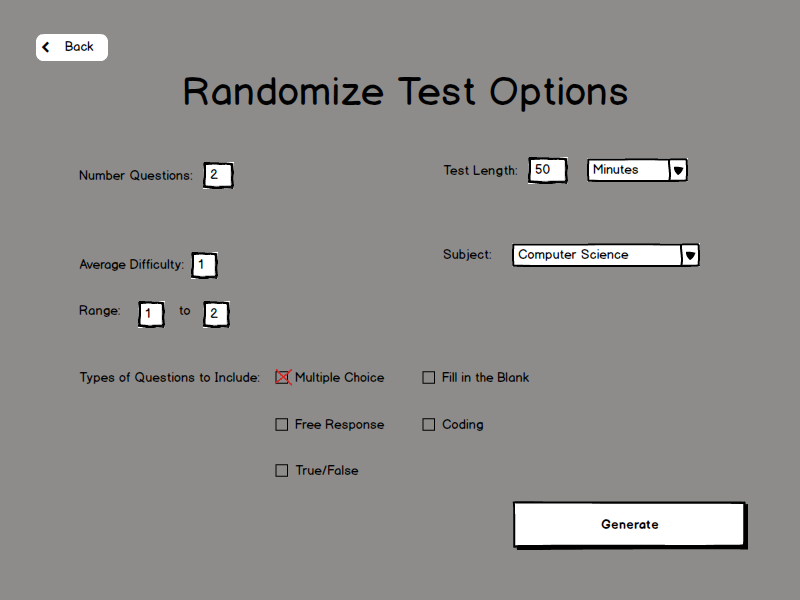 Back
Randomize Test Options
Number Questions: 2
Test Length: 50 Minutes
Average Difficulty: 1
Subject: Computer Science
Range: 1 to 2
Types of Questions to Include: Multiple Choice Fill in the Blank
Free Response Coding
True/False
Generate